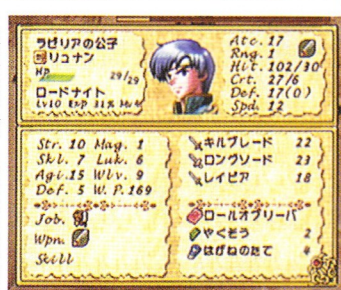 ラゼリアの公子
リュナン
Hp 29/29
ロードナイト
Lv10 Exp 31% Mv
Atc. 17
Rng. 1
Hit. 102/30
Crt. 27/6
Def. 17(0)
Spd. 12
Str. 10 Mag. 1
Skl. 7 Luk. 6
Agi. 15 Wlv. 9
Def. 5 W.P. 169
Job.
Wpn.
Skill
キルブレード 22
ロングソード 23
レイピア 18
ロールオブリーバ
やくそう 2
はがねのたて